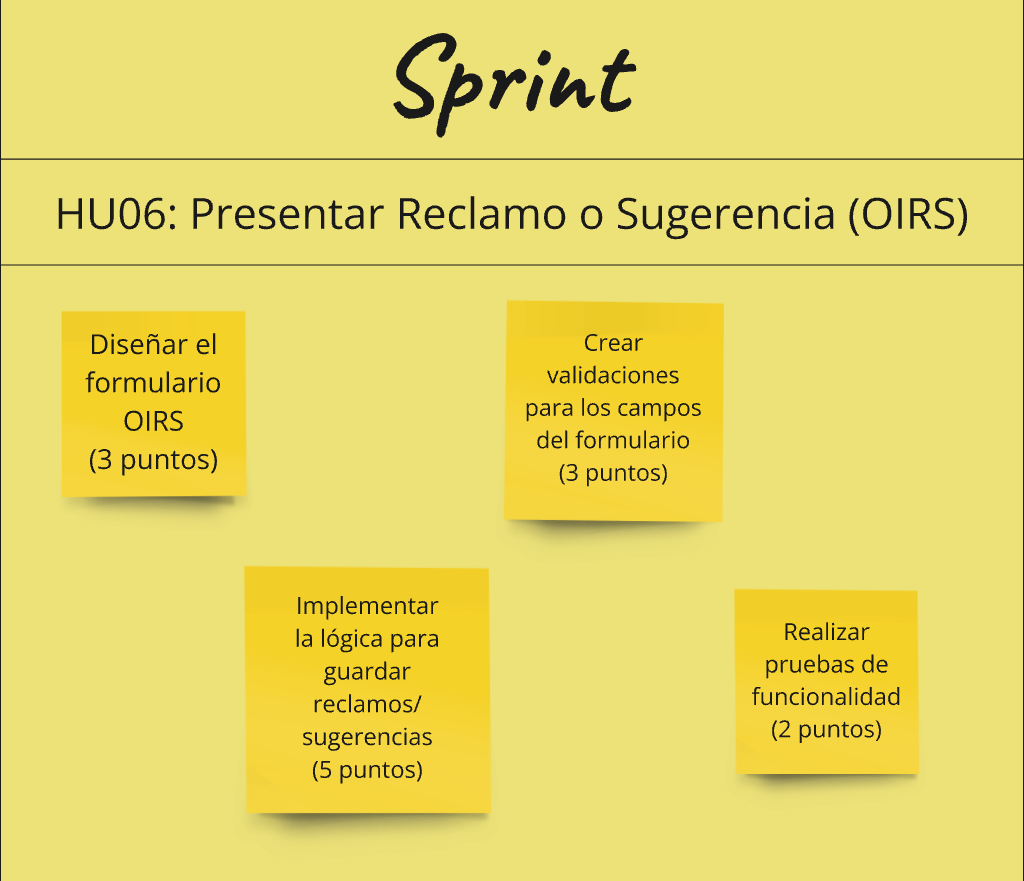 Sprint
HU06: Presentar Reclamo o Sugerencia (OIRS)
Diseñar el
formulario
OIRS
(3 puntos)
Crear
validaciones
para los campos
del formulario
(3 puntos)
Implementar
la lógica para
guardar
reclamos/
sugerencias
(5 puntos)
Realizar
pruebas de
funcionalidad
(2 puntos)